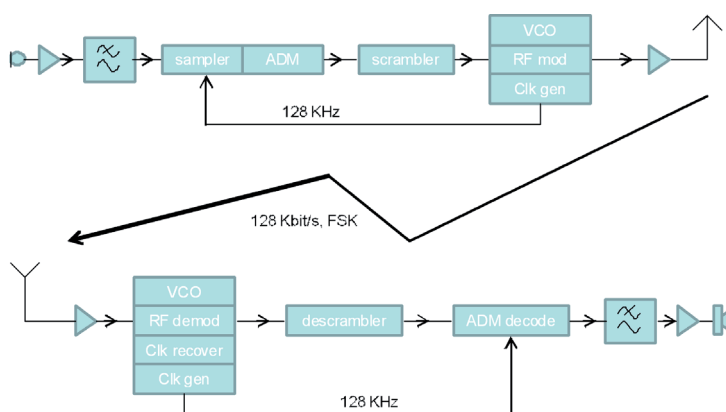 VCO
sampler ADM scrambler RF mod
Clk gen
128 KHz
128 Kbit/s, FSK
VCO
RF demod descrambler ADM decode
Clk recover
Clk gen
128 KHz